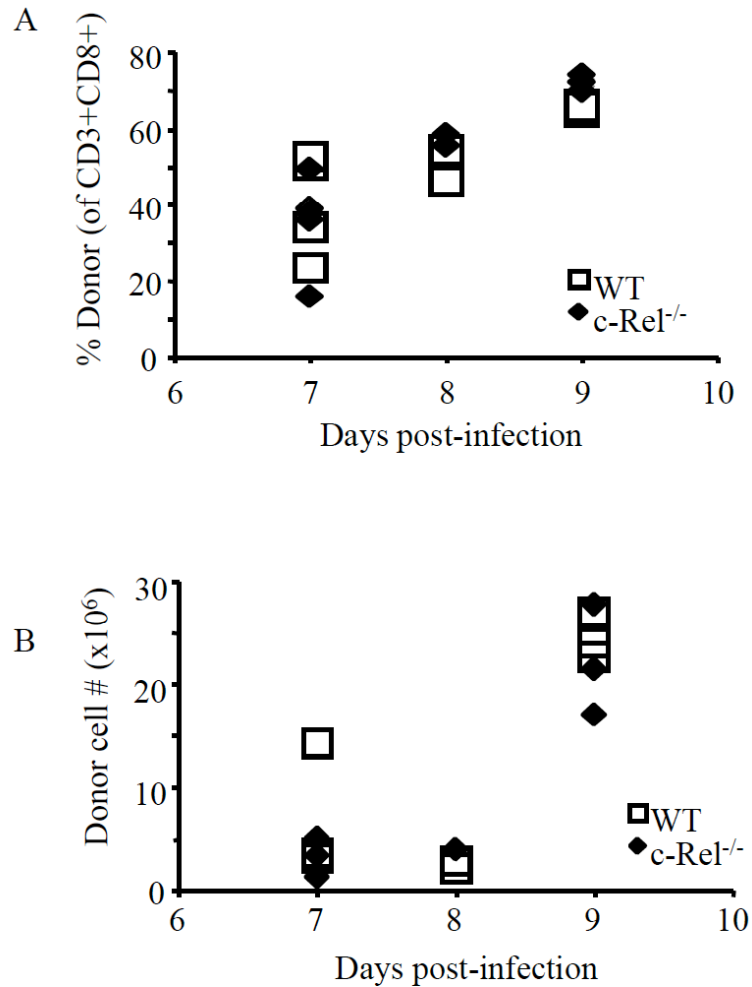 A
% Donor (of CD3+CD8+)
80
60
40
20
0
6 7 8 9 10
Days post-infection
WT
c-Rel-/-
B
Donor cell # (x10⁶)
30
20
10
0
6 7 8 9 10
Days post-infection
WT
c-Rel-/-